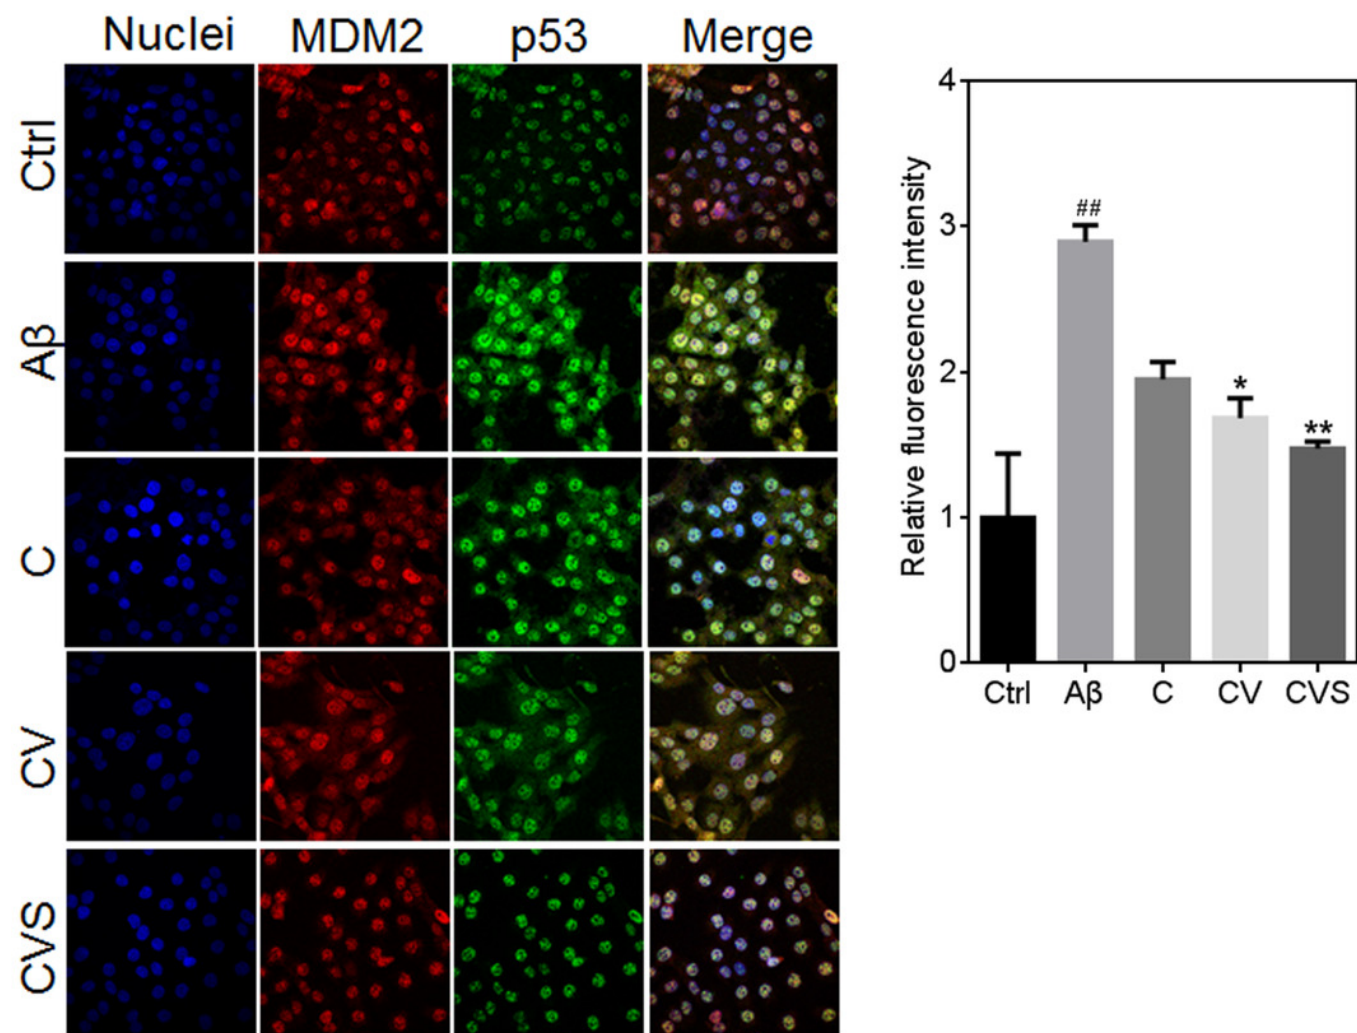 Nuclei MDM2 p53 Merge
Ctrl
Aβ
C
CV
CVS
Relative fluorescence intensity
4
3
2
1
0
##
*
**
Ctrl Aβ C CV CVS